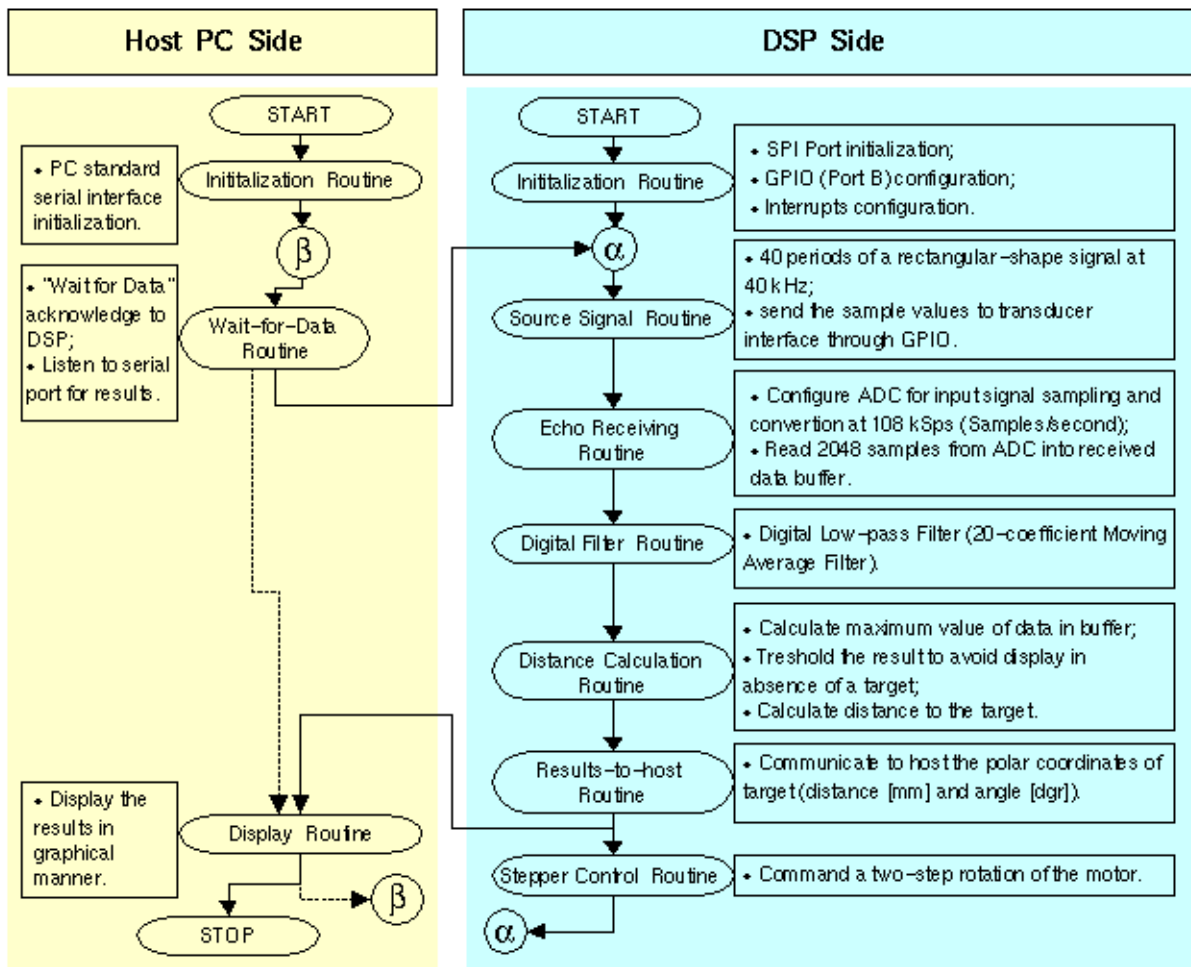 Host PC Side
START
• PC standard
serial interface
initialization.
Inititalization Routine
β
• "Wait for Data"
acknowledge to
DSP;
• Listen to serial
port for results.
Wait-for-Data
Routine
• Display the
results in
graphical
manner.
Display Routine
β
STOP
DSP Side
START
Inititalization Routine
• SPI Port initialization;
• GPIO (Port B) configuration;
• Interrupts configuration.
α
Source Signal Routine
• 40 periods of a rectangular-shape signal at
40 kHz;
• send the sample values to transducer
interface through GPIO.
Echo Receiving
Routine
• Configure ADC for input signal sampling and
convertion at 108 kSps (Samples/second);
• Read 2048 samples from ADC into received
data buffer.
Digital Filter Routine
• Digital Low-pass Filter (20-coefficient Moving
Average Filter).
Distance Calculation
Routine
• Calculate maximum value of data in buffer;
• Treshold the result to avoid display in
absence of a target;
• Calculate distance to the target.
Results-to-host
Routine
• Communicate to host the polar coordinates of
target (distance [mm] and angle [dgr]).
Stepper Control Routine
• Command a two-step rotation of the motor.
α